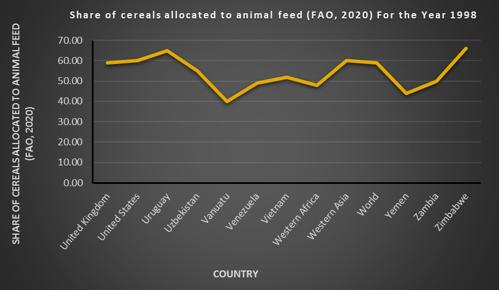 Share of cereals allocated to animal feed (FAO, 2020) For the Year 1998
SHARE OF CEREALS ALLOCATED TO ANIMAL FEED
(FAO, 2020)
70.00
60.00
50.00
40.00
30.00
20.00
10.00
0.00
United Kingdom
United States
Uruguay
Uzbekistan
Vanuatu
Venezuela
Vietnam
Western Africa
Western Asia
World
Yemen
Zambia
Zimbabwe
COUNTRY